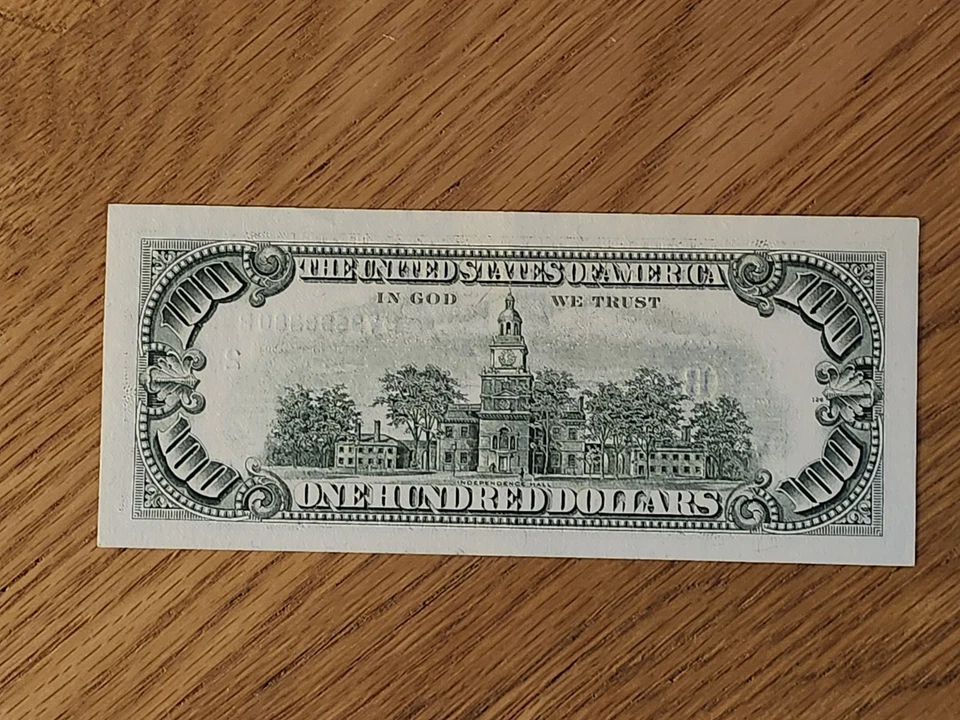 100 THE UNITED STATES OF AMERICA 100
IN GOD WE TRUST
INDEPENDENCE HALL
100 ONE HUNDRED DOLLARS 100